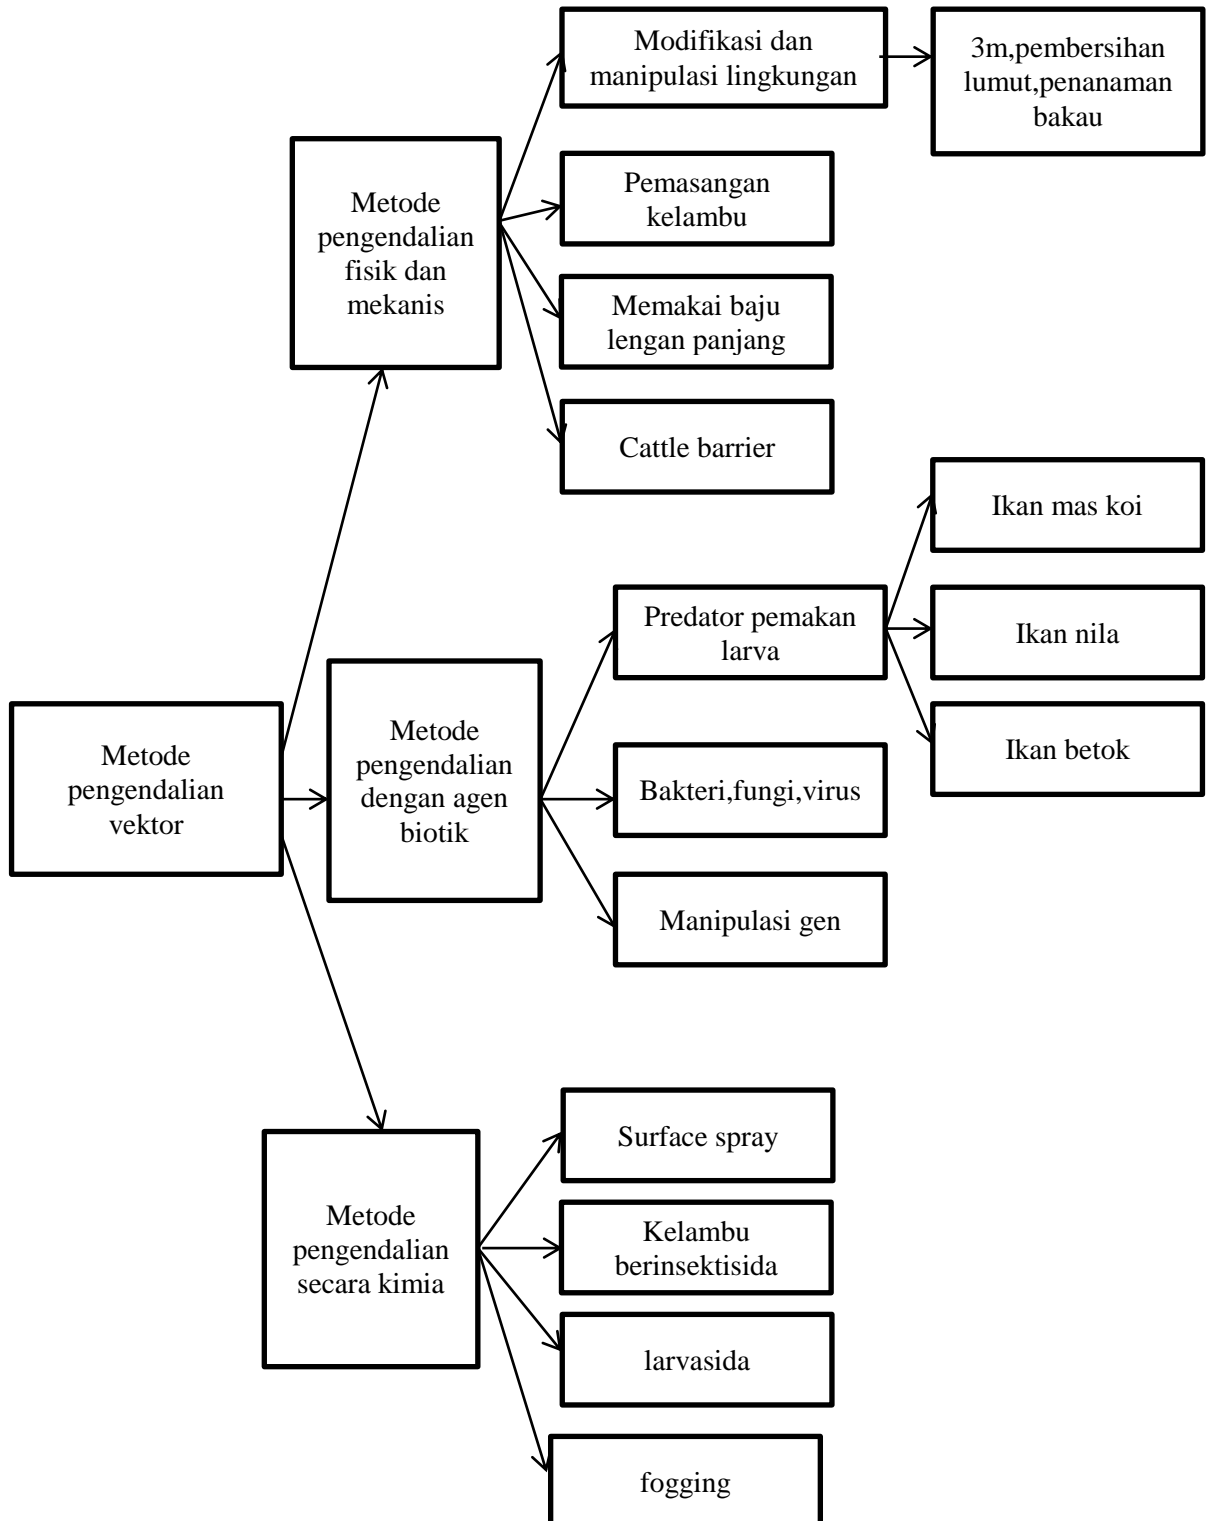 Modifikasi dan
manipulasi lingkungan
3m,pembersihan
lumut,penanaman
bakau
Metode
pengendalian
fisik dan
mekanis
Pemasangan
kelambu
Memakai baju
lengan panjang
Cattle barrier
Ikan mas koi
Predator pemakan
larva
Ikan nila
Metode
pengendalian
vektor
Metode
pengendalian
dengan agen
biotik
Ikan betok
Bakteri,fungi,virus
Manipulasi gen
Surface spray
Metode
pengendalian
secara kimia
Kelambu
berinsektisida
larvasida
fogging